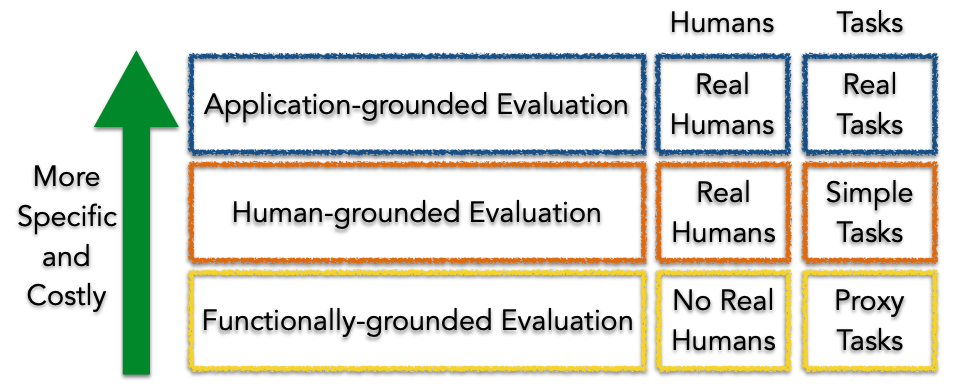 Humans Tasks
Application-grounded Evaluation
Real
Humans
Real
Tasks
More
Specific
and
Costly
Human-grounded Evaluation
Real
Humans
Simple
Tasks
Functionally-grounded Evaluation
No Real
Humans
Proxy
Tasks